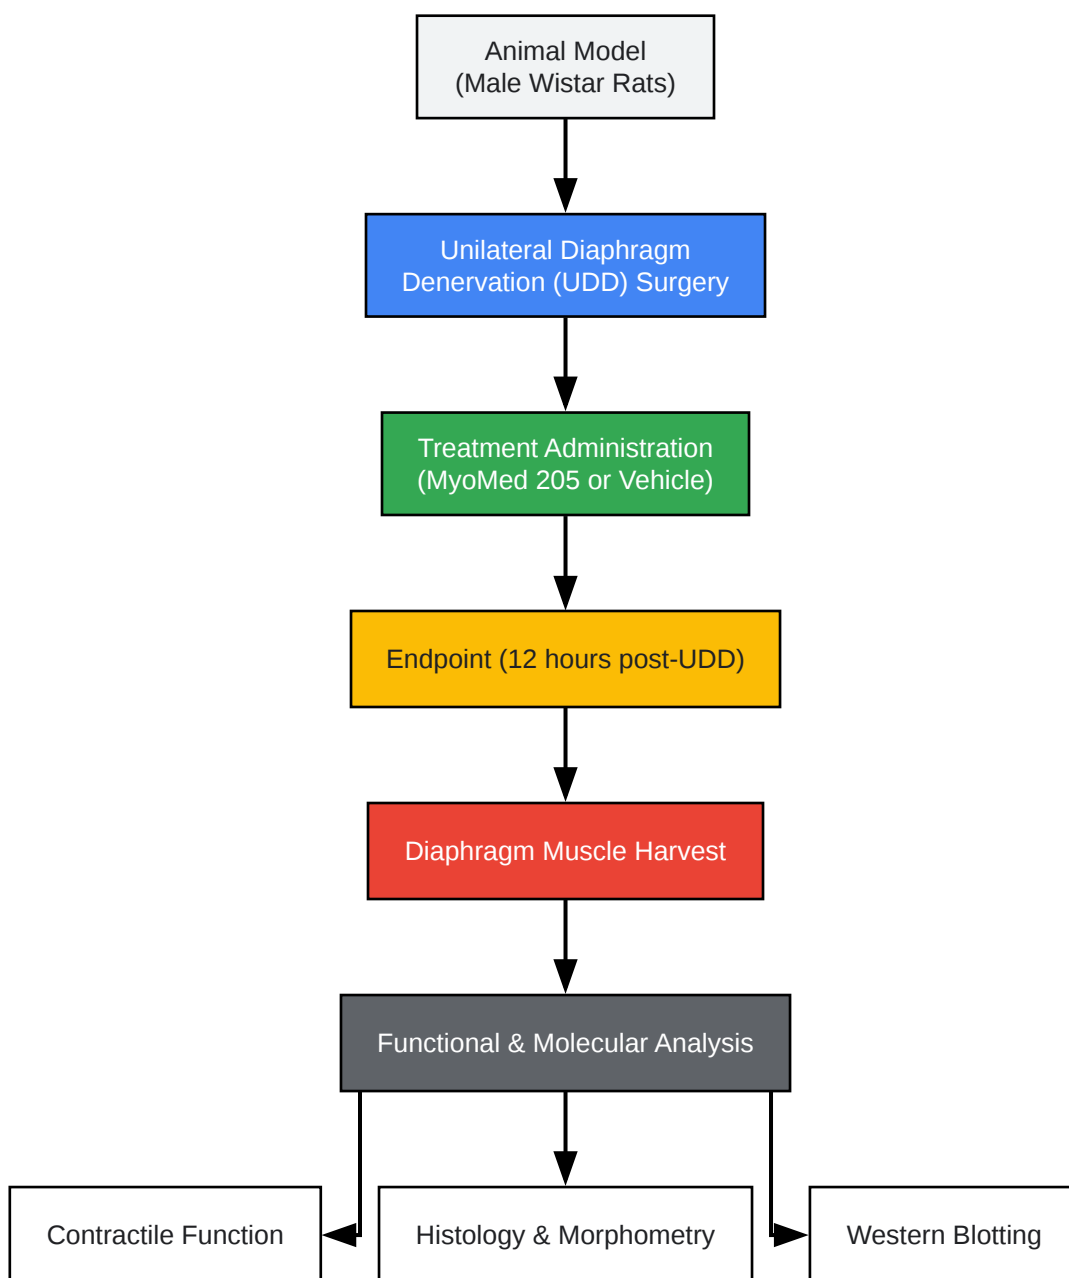 Animal Model
(Male Wistar Rats)
Unilateral Diaphragm
Denervation (UDD) Surgery
Treatment Administration
(MyoMed 205 or Vehicle)
Endpoint (12 hours post-UDD)
Diaphragm Muscle Harvest
Functional & Molecular Analysis
Contractile Function
Histology & Morphometry
Western Blotting